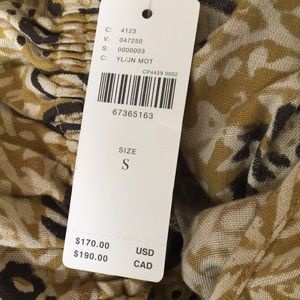 C: 4123
V: 047250
S: 0000003
C: YL/JN MOT
CP4459 0002
67365163
SIZE
S
$170.00 USD
$190.00 CAD